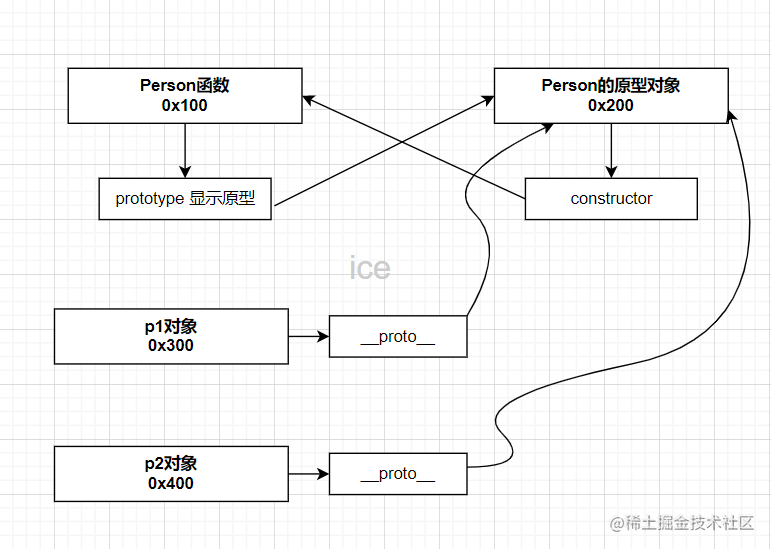 Person函数
0x100
Person的原型对象
0x200
prototype 显示原型
constructor
ice
p1对象
0x300
__proto__
p2对象
0x400
__proto__
@稀土掘金技术社区